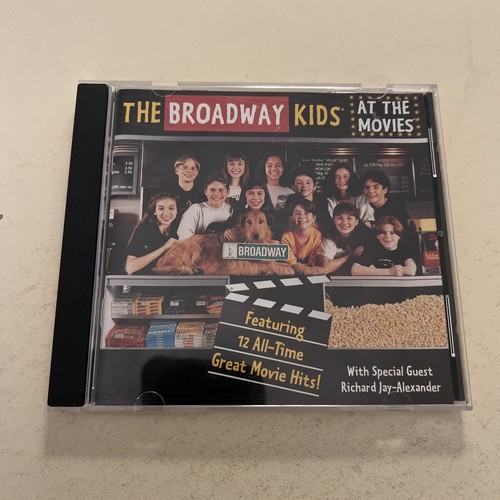 THE BROADWAY KIDS AT THE MOVIES
BROADWAY
Featuring
12 All-Time
Great Movie Hits!
With Special Guest
Richard Jay-Alexander